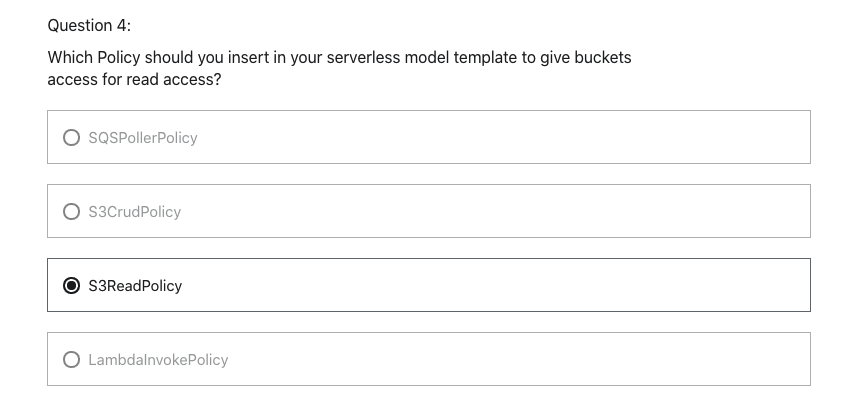 Question 4:
Which Policy should you insert in your serverless model template to give buckets
access for read access?
SQSPollerPolicy
S3CrudPolicy
S3ReadPolicy
LambdaInvokePolicy